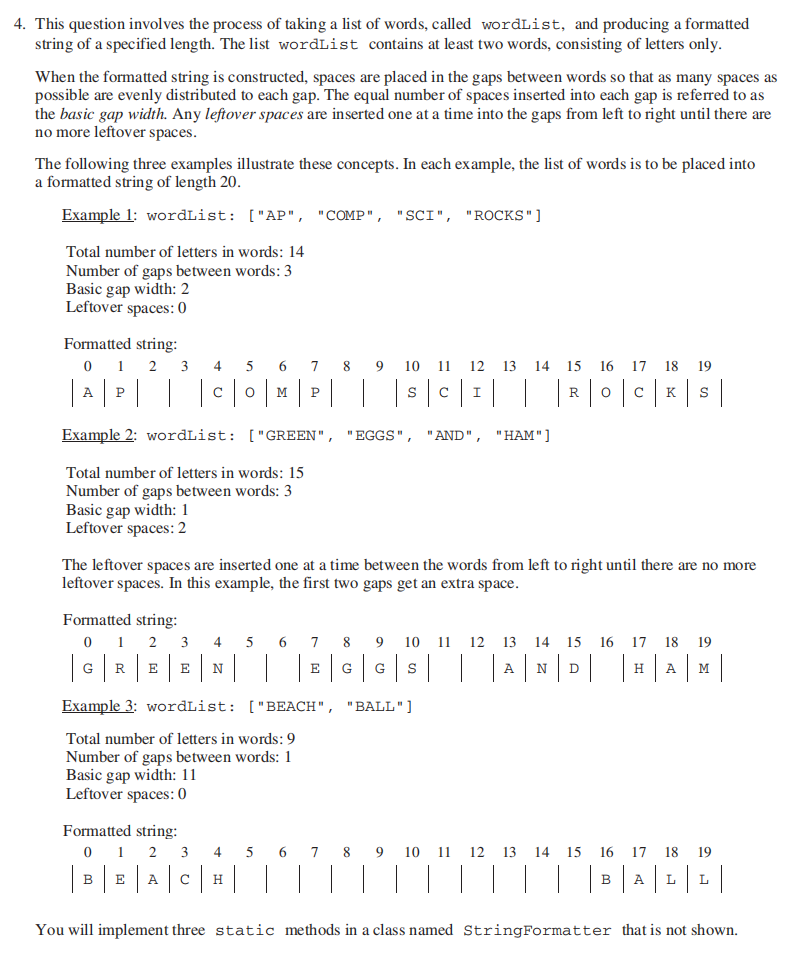 4. This question involves the process of taking a list of words, called wordList, and producing a formatted
string of a specified length. The list wordList contains at least two words, consisting of letters only.
When the formatted string is constructed, spaces are placed in the gaps between words so that as many spaces as
possible are evenly distributed to each gap. The equal number of spaces inserted into each gap is referred to as
the basic gap width. Any leftover spaces are inserted one at a time into the gaps from left to right until there are
no more leftover spaces.
The following three examples illustrate these concepts. In each example, the list of words is to be placed into
a formatted string of length 20.
Example 1: wordList: ["AP", "COMP", "SCI", "ROCKS"]
Total number of letters in words: 14
Number of gaps between words: 3
Basic gap width: 2
Leftover spaces: 0
Formatted string:
0 1 2 3 4 5 6 7 8 9 10 11 12 13 14 15 16 17 18 19
A P C O M P S C I R O C K S
Example 2: wordList: ["GREEN", "EGGS", "AND", "HAM"]
Total number of letters in words: 15
Number of gaps between words: 3
Basic gap width: 1
Leftover spaces: 2
The leftover spaces are inserted one at a time between the words from left to right until there are no more
leftover spaces. In this example, the first two gaps get an extra space.
Formatted string:
0 1 2 3 4 5 6 7 8 9 10 11 12 13 14 15 16 17 18 19
G R E E N E G G S A N D H A M
Example 3: wordList: ["BEACH", "BALL"]
Total number of letters in words: 9
Number of gaps between words: 1
Basic gap width: 11
Leftover spaces: 0
Formatted string:
0 1 2 3 4 5 6 7 8 9 10 11 12 13 14 15 16 17 18 19
B E A C H B A L L
You will implement three static methods in a class named StringFormatter that is not shown.